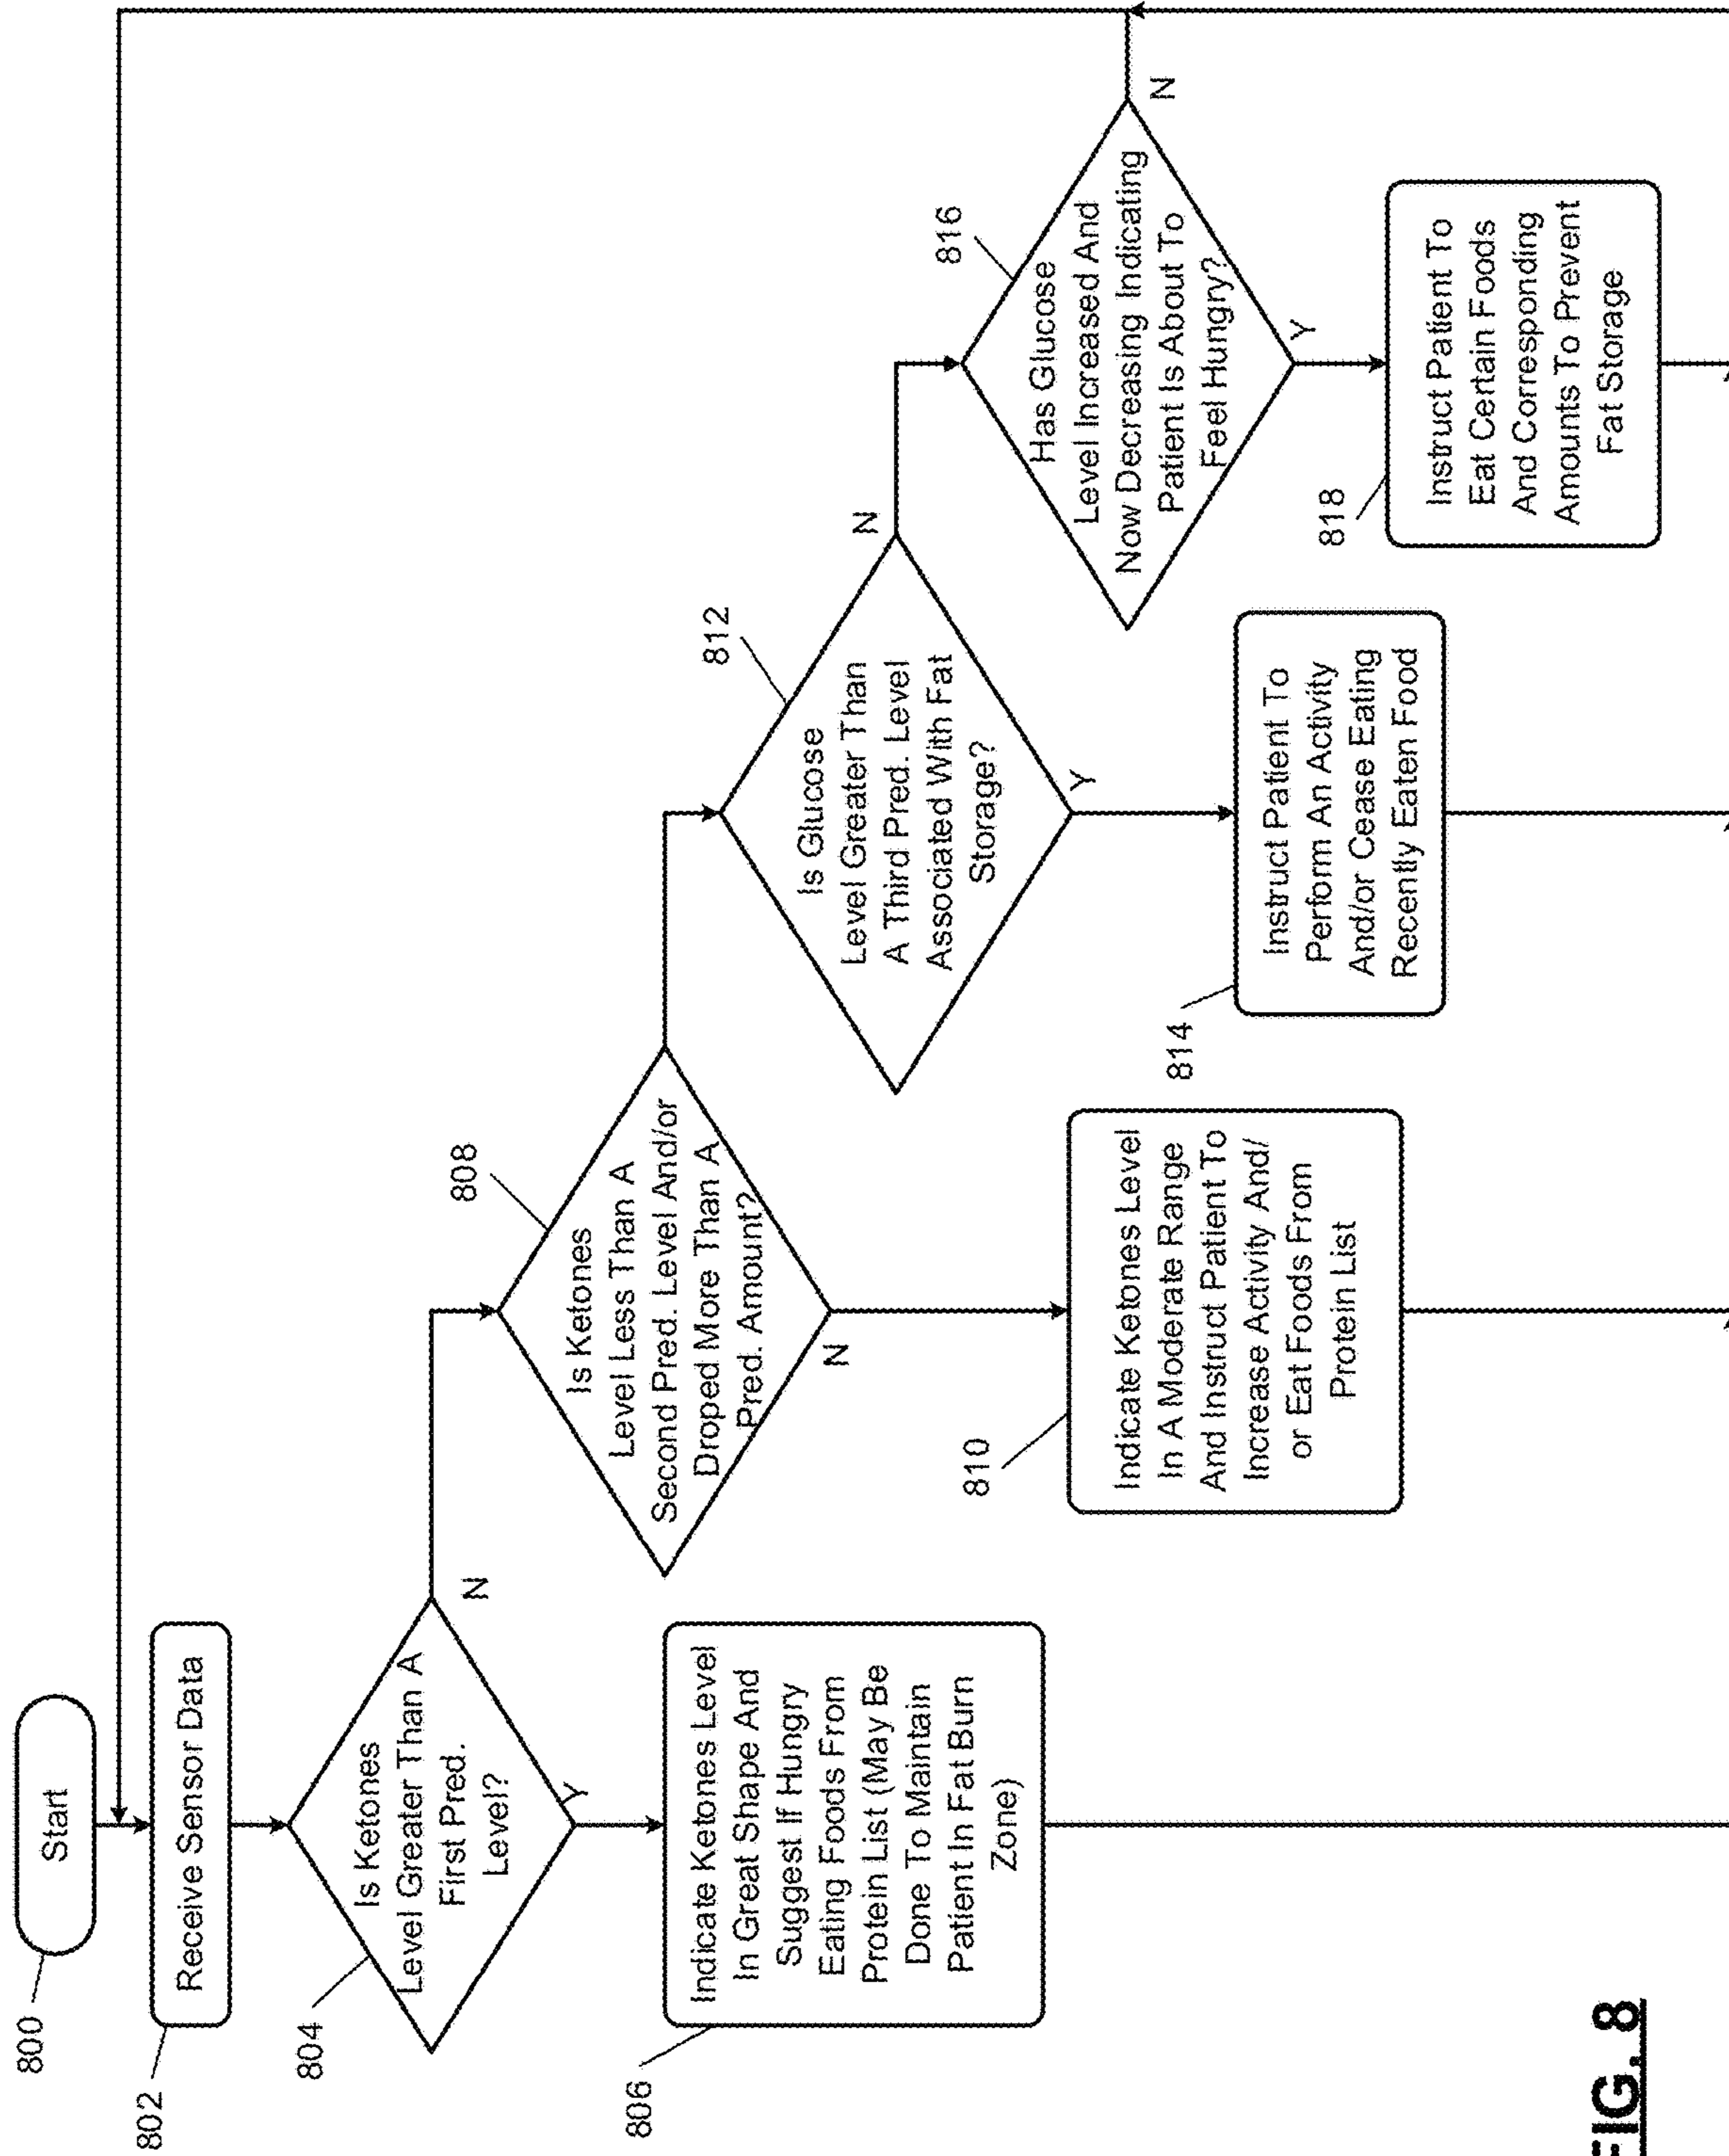 800
Start
802
Receive Sensor Data
804
Is Ketones
Level Greater Than A
First Pred.
Level?
N
Y
806
Indicate Ketones Level
In Great Shape And
Suggest If Hungry
Eating Foods From
Protein List (May Be
Done To Maintain
Patient In Fat Burn
Zone)
808
Is Ketones
Level Less Than A
Second Pred. Level And/or
Droped More Than A
Pred. Amount?
N
810
Indicate Ketones Level
In A Moderate Range
And Instruct Patient To
Increase Activity And/
or Eat Foods From
Protein List
812
Is Glucose
Level Greater Than
A Third Pred. Level
Associated With Fat
Storage?
N
Y
814
Instruct Patient To
Perform An Activity
And/or Cease Eating
Recently Eaten Food
816
Has Glucose
Level Increased And
Now Decreasing Indicating
Patient Is About To
Feel Hungry?
N
Y
818
Instruct Patient To
Eat Certain Foods
And Corresponding
Amounts To Prevent
Fat Storage
FIG. 8